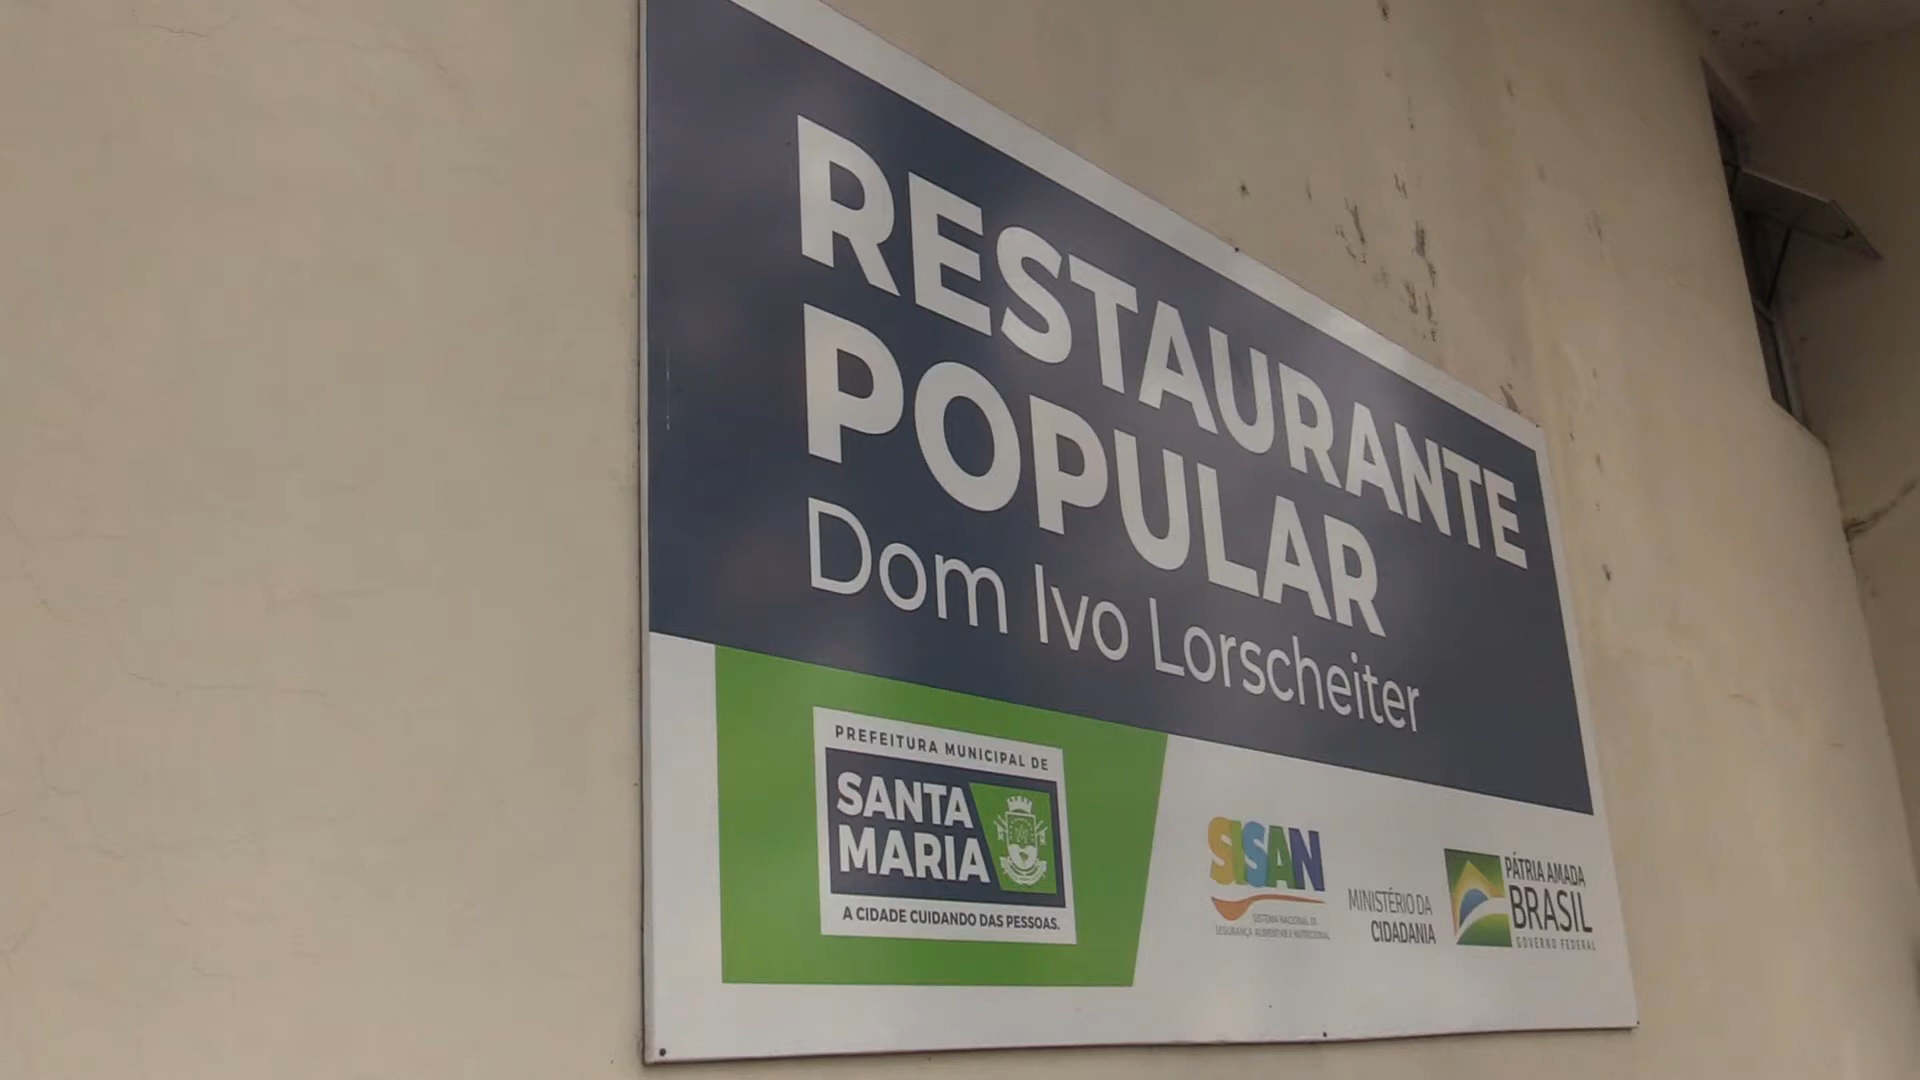 RESTAURANTE
POPULAR
Dom Ivo Lorscheiter
PREFEITURA MUNICIPAL DE
SANTA
MARIA
A CIDADE CUIDANDO DAS PESSOAS.
SISAN
SISTEMA NACIONAL DE
SEGURANÇA ALIMENTAR E NUTRICIONAL
MINISTÉRIO DA
CIDADANIA
PÁTRIA AMADA
BRASIL
GOVERNO FEDERAL